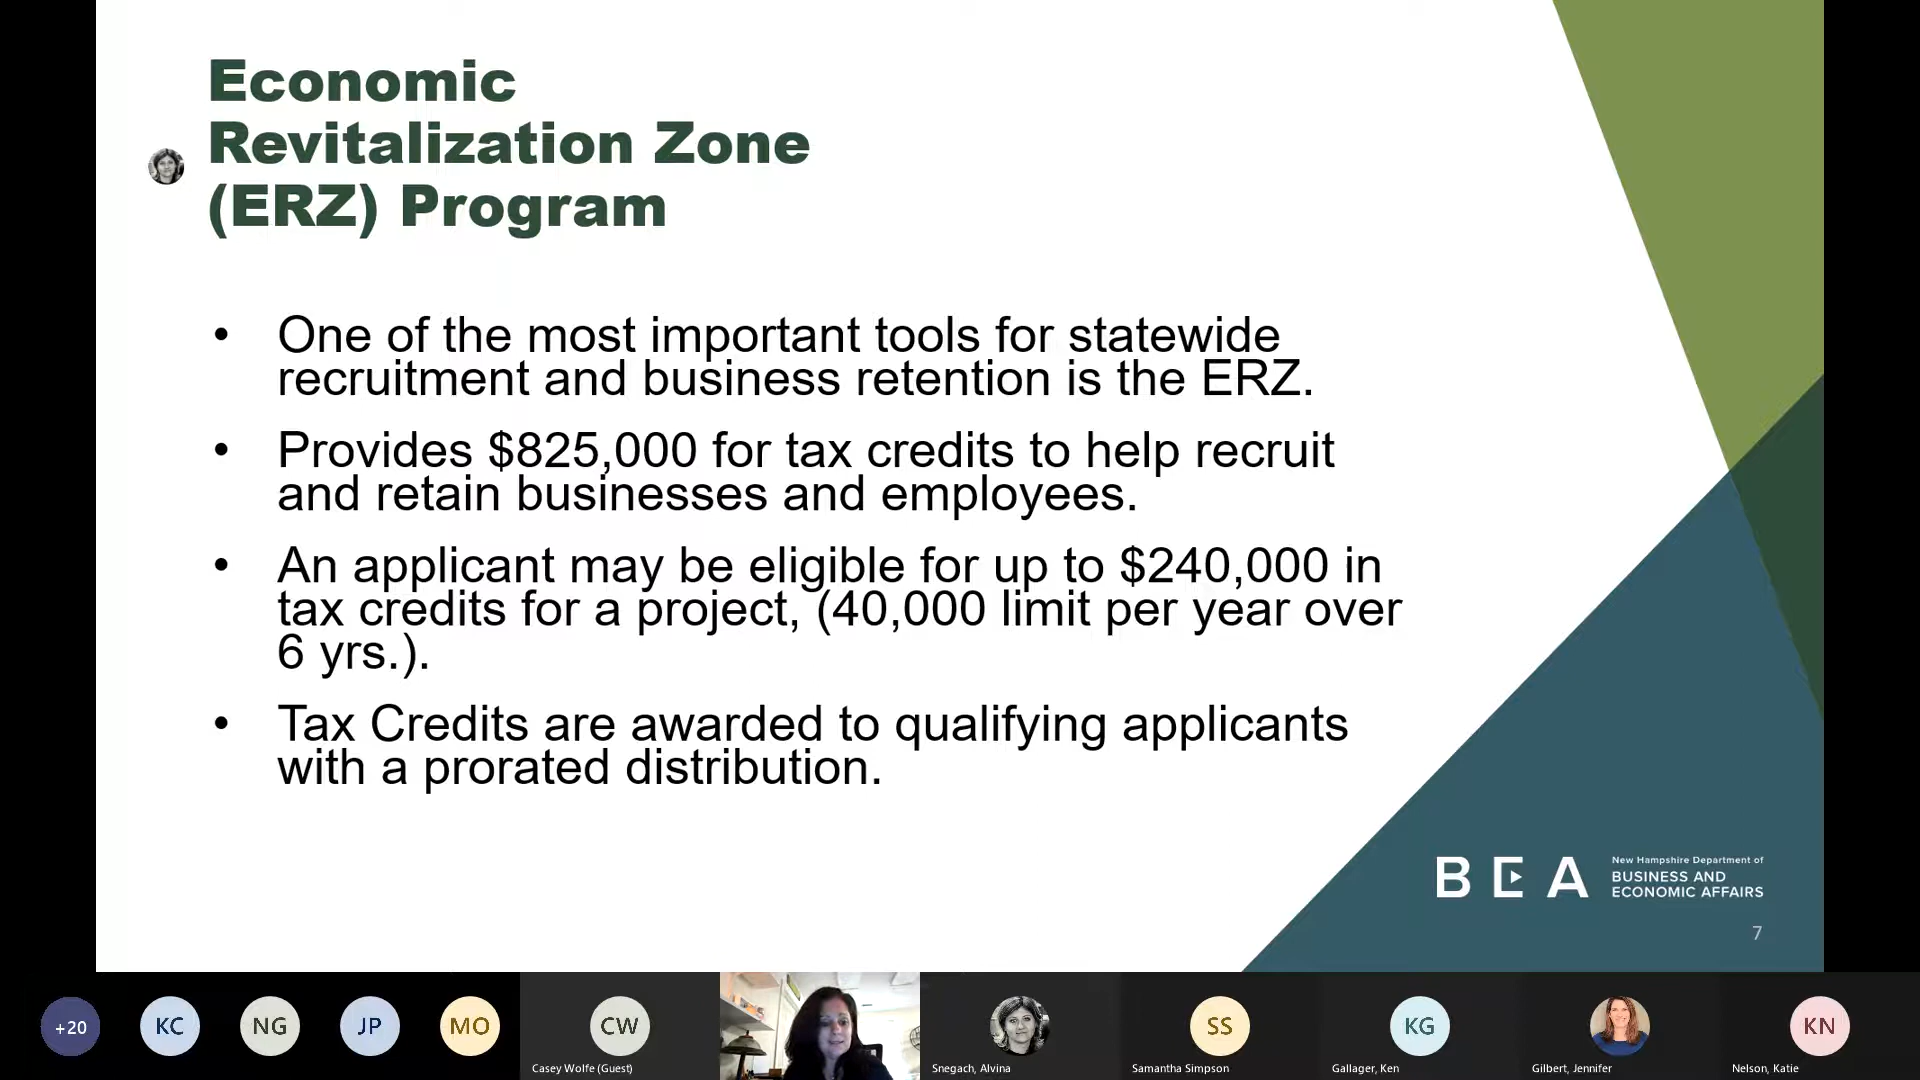 Economic
Revitalization Zone
(ERZ) Program
• One of the most important tools for statewide
recruitment and business retention is the ERZ.
• Provides $825,000 for tax credits to help recruit
and retain businesses and employees.
• An applicant may be eligible for up to $240,000 in
tax credits for a project, (40,000 limit per year over
6 yrs.).
• Tax Credits are awarded to qualifying applicants
with a prorated distribution.
BEA
New Hampshire Department of
BUSINESS AND
ECONOMIC AFFAIRS
7
+20
KC
NG
JP
MO
CW
Casey Wolfe (Guest)
Snegach, Alvina
SS
Samantha Simpson
KG
Gallager, Ken
Gilbert, Jennifer
KN
Nelson, Katie